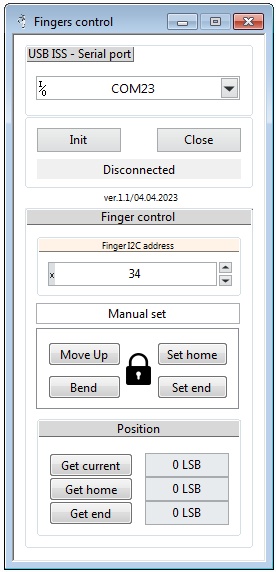 Fingers control
USB ISS - Serial port
I/O COM23
Init Close
Disconnected
ver.1.1/04.04.2023
Finger control
Finger I2C address
x 34
Manual set
Move Up Set home
Bend Set end
Position
Get current 0 LSB
Get home 0 LSB
Get end 0 LSB